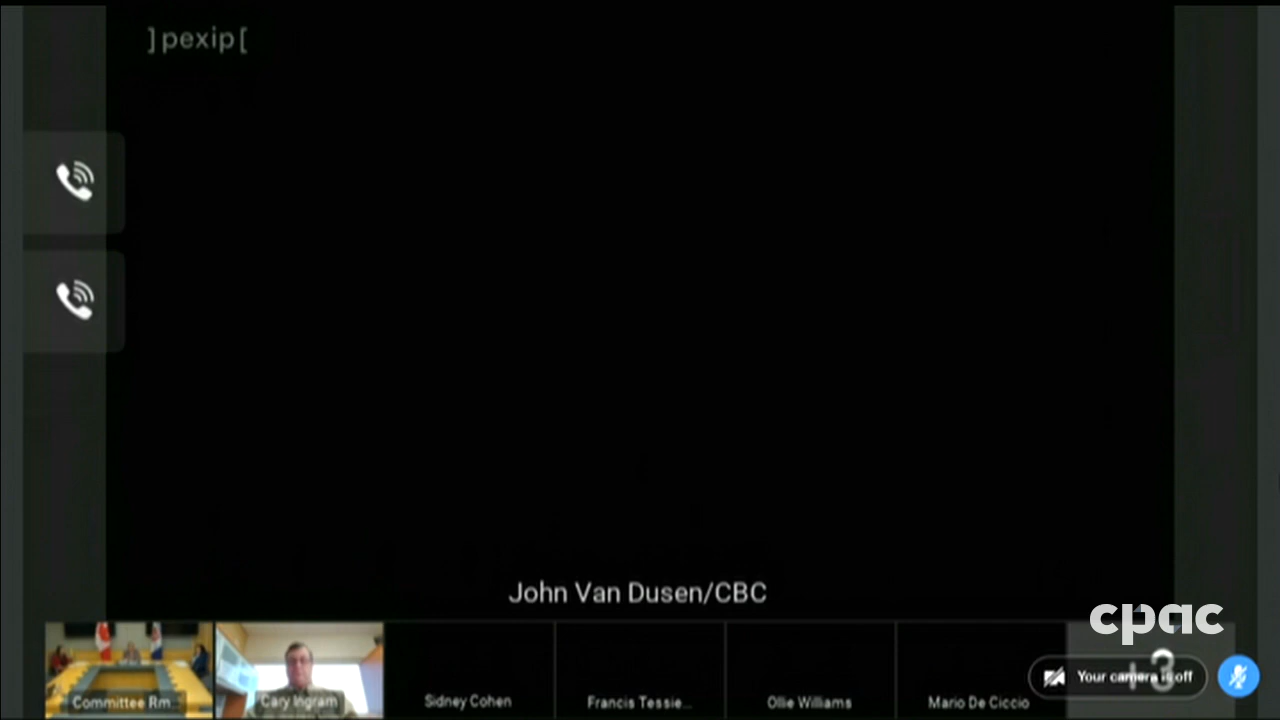 ]pexip[
John Van Dusen/CBC
cpac
+3
Your camera is off
Committee Rm
Cary Ingram
Sidney Cohen
Francis Tessie...
Ollie Williams
Mario De Ciccio